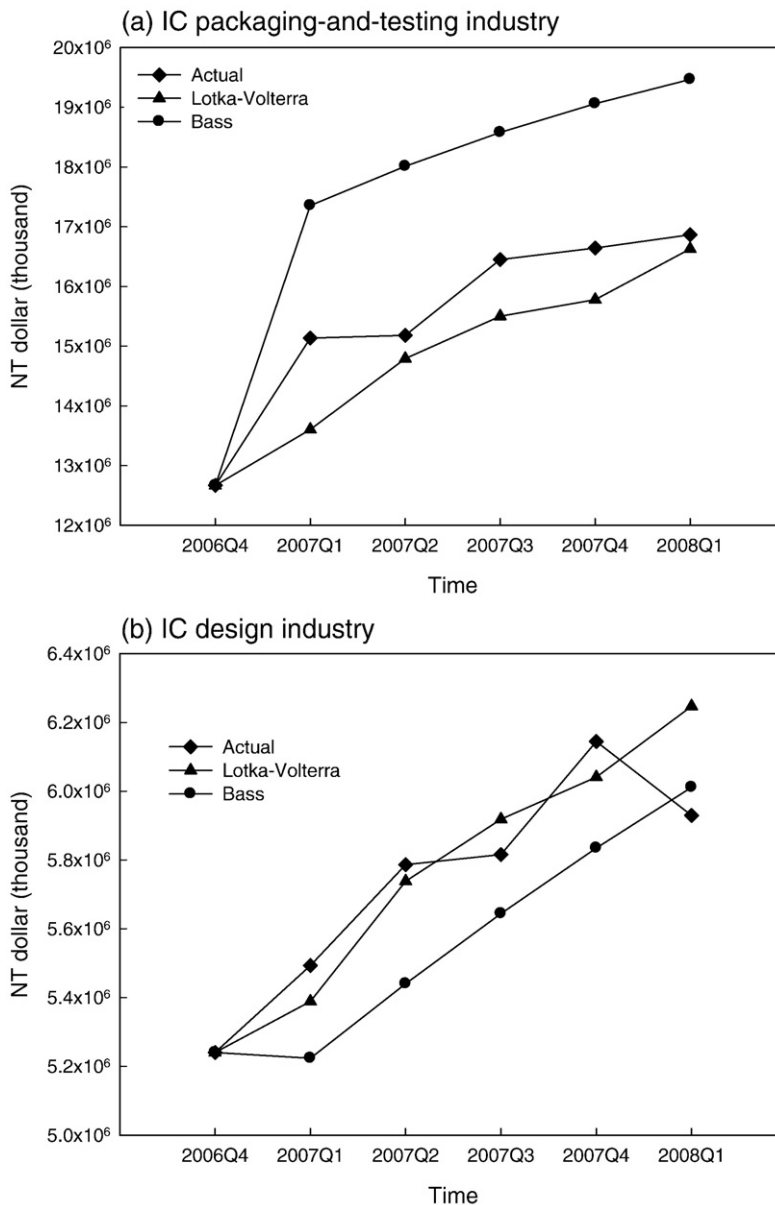 (a) IC packaging-and-testing industry
20x10⁶
19x10⁶
18x10⁶
17x10⁶
16x10⁶
15x10⁶
14x10⁶
13x10⁶
12x10⁶
NT dollar (thousand)
Actual
Lotka-Volterra
Bass
2006Q4 2007Q1 2007Q2 2007Q3 2007Q4 2008Q1
Time
(b) IC design industry
6.4x10⁶
6.2x10⁶
6.0x10⁶
5.8x10⁶
5.6x10⁶
5.4x10⁶
5.2x10⁶
5.0x10⁶
NT dollar (thousand)
Actual
Lotka-Volterra
Bass
2006Q4 2007Q1 2007Q2 2007Q3 2007Q4 2008Q1
Time